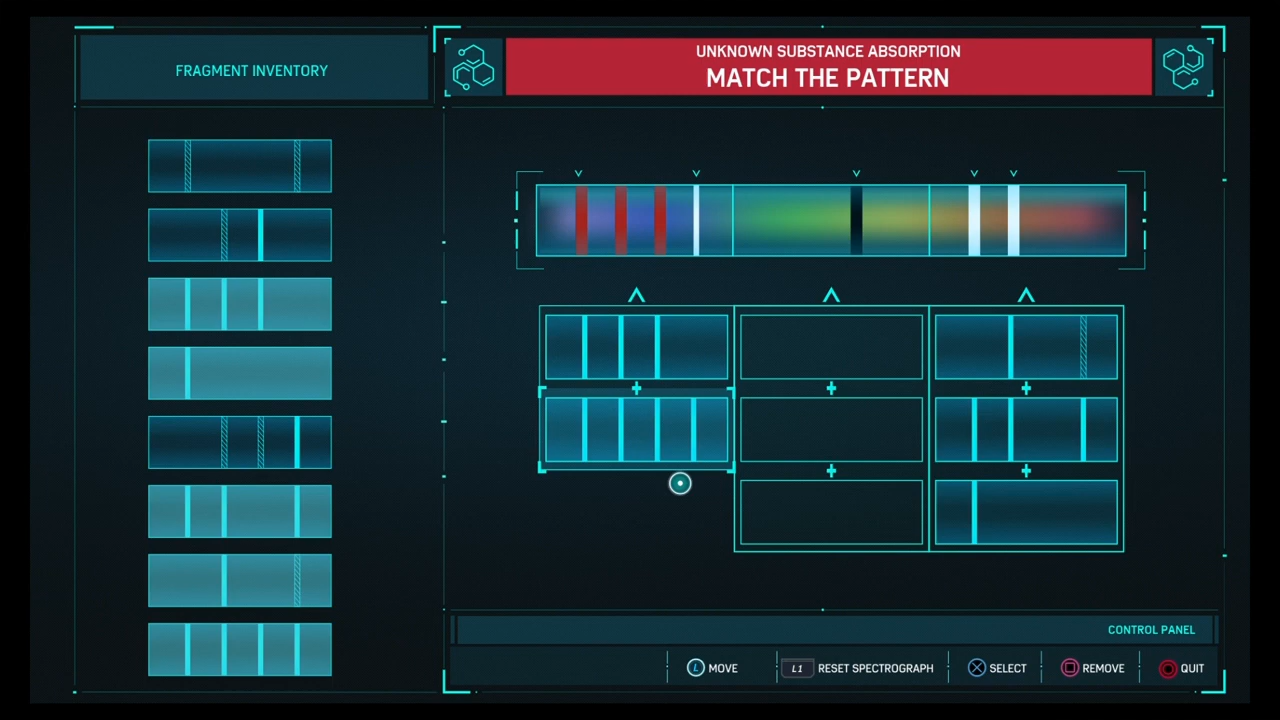 FRAGMENT INVENTORY
UNKNOWN SUBSTANCE ABSORPTION
MATCH THE PATTERN
CONTROL PANEL
L MOVE
L1 RESET SPECTROGRAPH
SELECT
REMOVE
QUIT